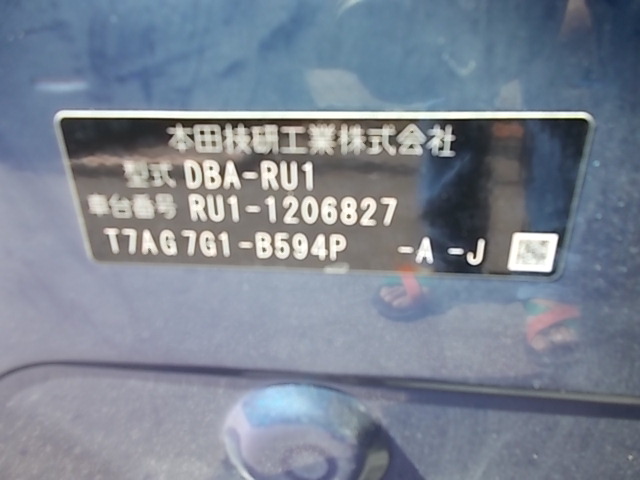 本田技研工業株式会社
型式 DBA-RU1
車台番号 RU1-1206827
T7AG7G1-B594P -A -J